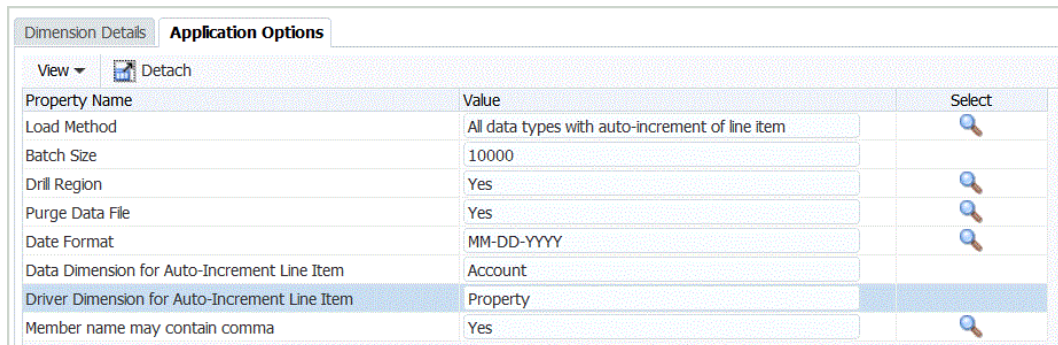 Dimension Details Application Options
View Detach
Property Name Value Select
Load Method All data types with auto-increment of line item
Batch Size 10000
Drill Region Yes
Purge Data File Yes
Date Format MM-DD-YYYY
Data Dimension for Auto-Increment Line Item Account
Driver Dimension for Auto-Increment Line Item Property
Member name may contain comma Yes